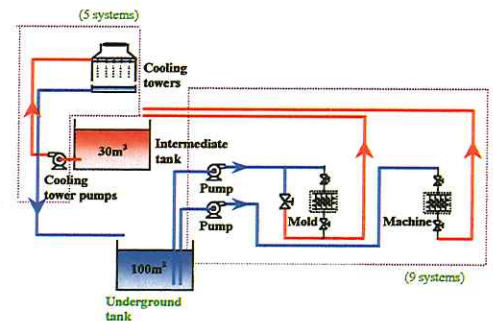 (5 systems)
Cooling
towers
30m³
Intermediate
tank
Cooling
tower pumps
Pump
Pump
Mold
Machine
100m³
Underground
tank
(9 systems)